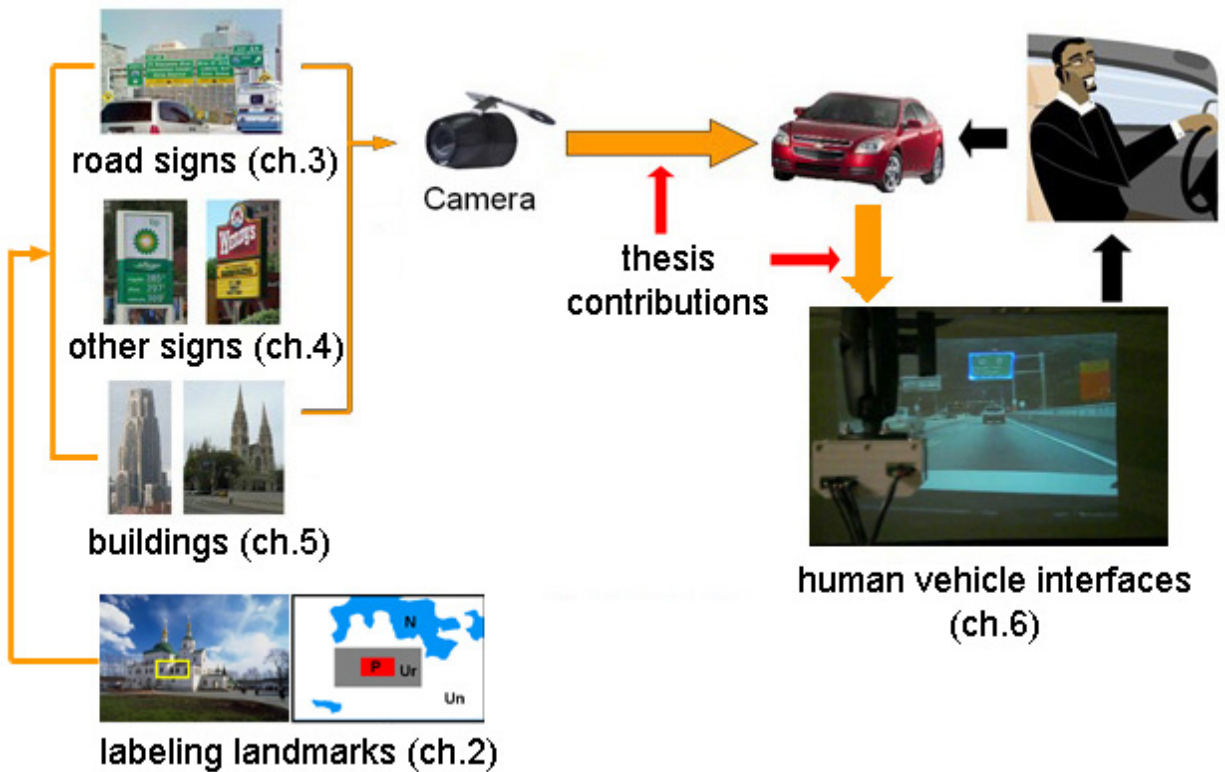 road signs (ch.3)
Camera
thesis
contributions
Wendy's
other signs (ch.4)
buildings (ch.5)
human vehicle interfaces
(ch.6)
N
P
Ur
Un
labeling landmarks (ch.2)